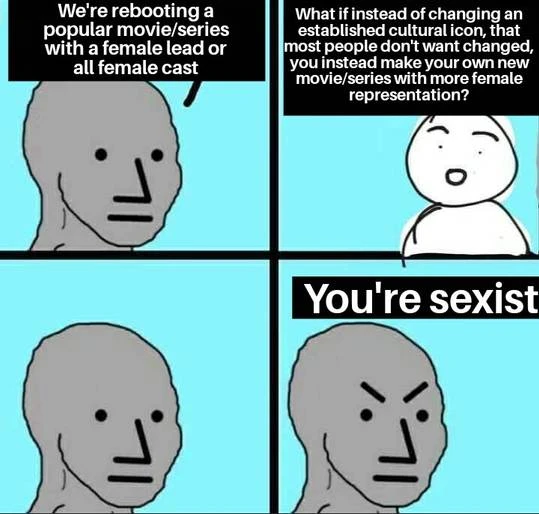 We're rebooting a
popular movie/series
with a female lead or
all female cast
What if instead of changing an
established cultural icon, that
most people don't want changed,
you instead make your own new
movie/series with more female
representation?
You're sexist